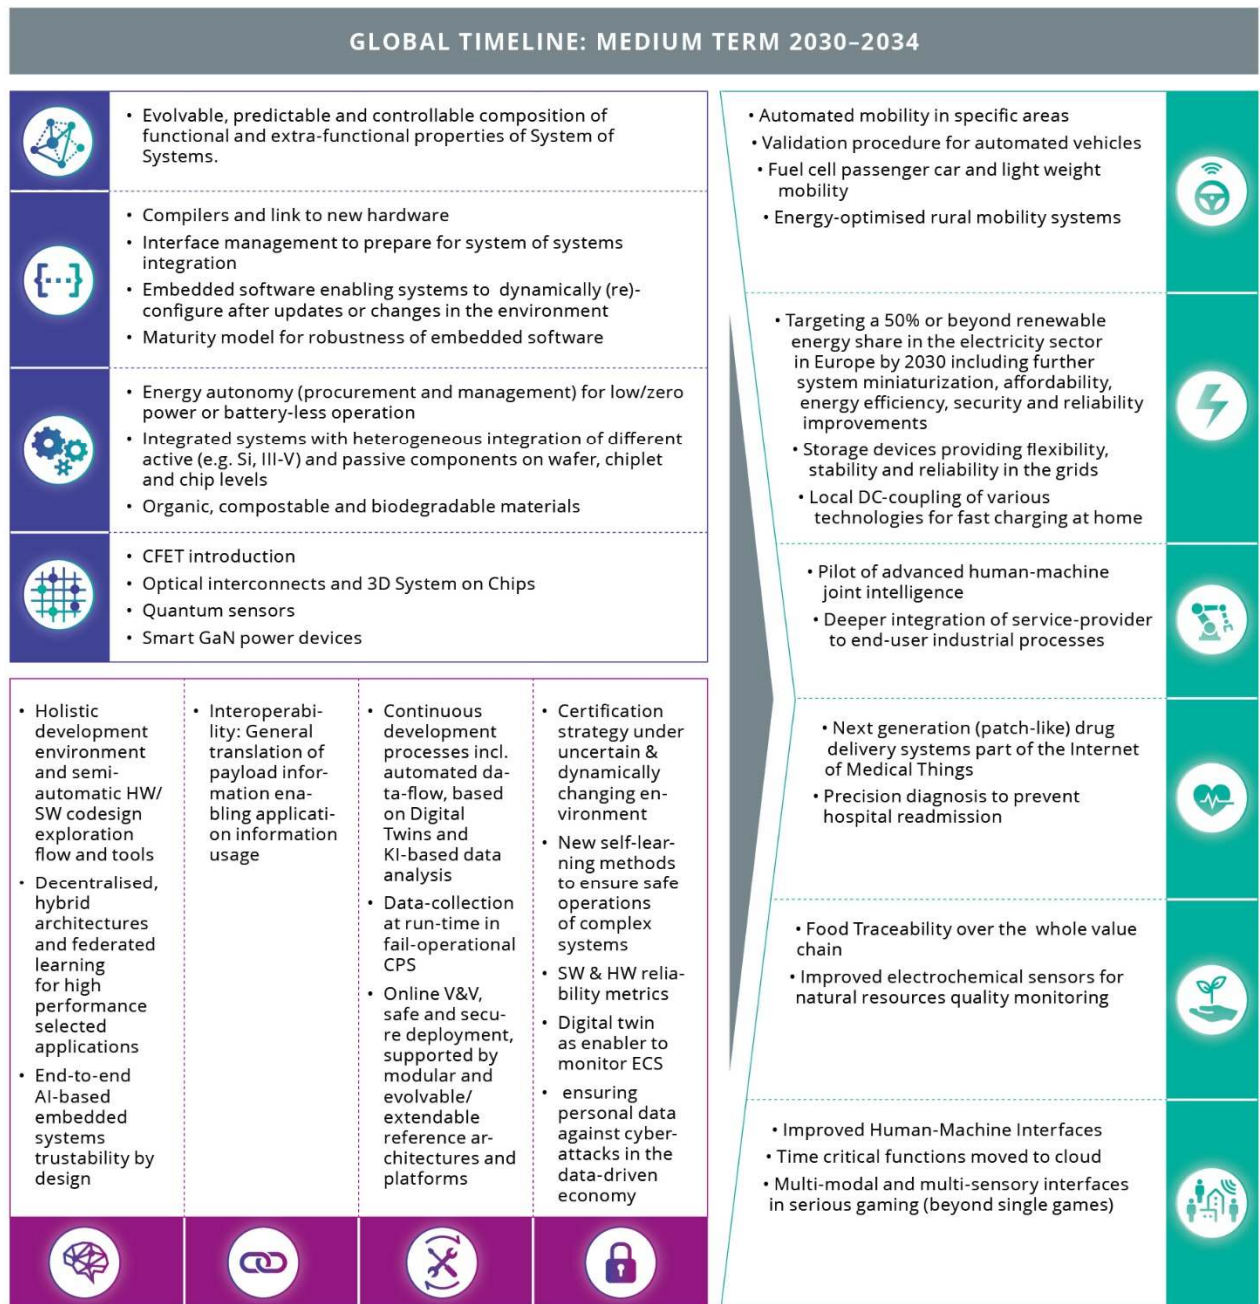 GLOBAL TIMELINE: MEDIUM TERM 2030–2034
• Evolvable, predictable and controllable composition of
functional and extra-functional properties of System of
Systems.
• Compilers and link to new hardware
• Interface management to prepare for system of systems
integration
• Embedded software enabling systems to dynamically (re)-
configure after updates or changes in the environment
• Maturity model for robustness of embedded software
• Energy autonomy (procurement and management) for low/zero
power or battery-less operation
• Integrated systems with heterogeneous integration of different
active (e.g. Si, III-V) and passive components on wafer, chiplet
and chip levels
• Organic, compostable and biodegradable materials
• CFET introduction
• Optical interconnects and 3D System on Chips
• Quantum sensors
• Smart GaN power devices
• Holistic
development
environment
and semi-
automatic HW/
SW codesign
exploration
flow and tools
• Decentralised,
hybrid
architectures
and federated
learning
for high
performance
selected
applications
• End-to-end
AI-based
embedded
systems
trustability by
design
• Interoperabi-
lity: General
translation of
payload infor-
mation ena-
bling applicati-
on information
usage
• Continuous
development
processes incl.
automated da-
ta-flow, based
on Digital
Twins and
KI-based data
analysis
• Data-collection
at run-time in
fail-operational
CPS
• Online V&V,
safe and secu-
re deployment,
supported by
modular and
evolvable/
extendable
reference ar-
chitectures and
platforms
• Certification
strategy under
uncertain &
dynamically
changing en-
vironment
• New self-lear-
ning methods
to ensure safe
operations
of complex
systems
• SW & HW relia-
bility metrics
• Digital twin
as enabler to
monitor ECS
• ensuring
personal data
against cyber-
attacks in the
data-driven
economy
• Automated mobility in specific areas
• Validation procedure for automated vehicles
• Fuel cell passenger car and light weight
mobility
• Energy-optimised rural mobility systems
• Targeting a 50% or beyond renewable
energy share in the electricity sector
in Europe by 2030 including further
system miniaturization, affordability,
energy efficiency, security and reliability
improvements
• Storage devices providing flexibility,
stability and reliability in the grids
• Local DC-coupling of various
technologies for fast charging at home
• Pilot of advanced human-machine
joint intelligence
• Deeper integration of service-provider
to end-user industrial processes
• Next generation (patch-like) drug
delivery systems part of the Internet
of Medical Things
• Precision diagnosis to prevent
hospital readmission
• Food Traceability over the whole value
chain
• Improved electrochemical sensors for
natural resources quality monitoring
• Improved Human-Machine Interfaces
• Time critical functions moved to cloud
• Multi-modal and multi-sensory interfaces
in serious gaming (beyond single games)